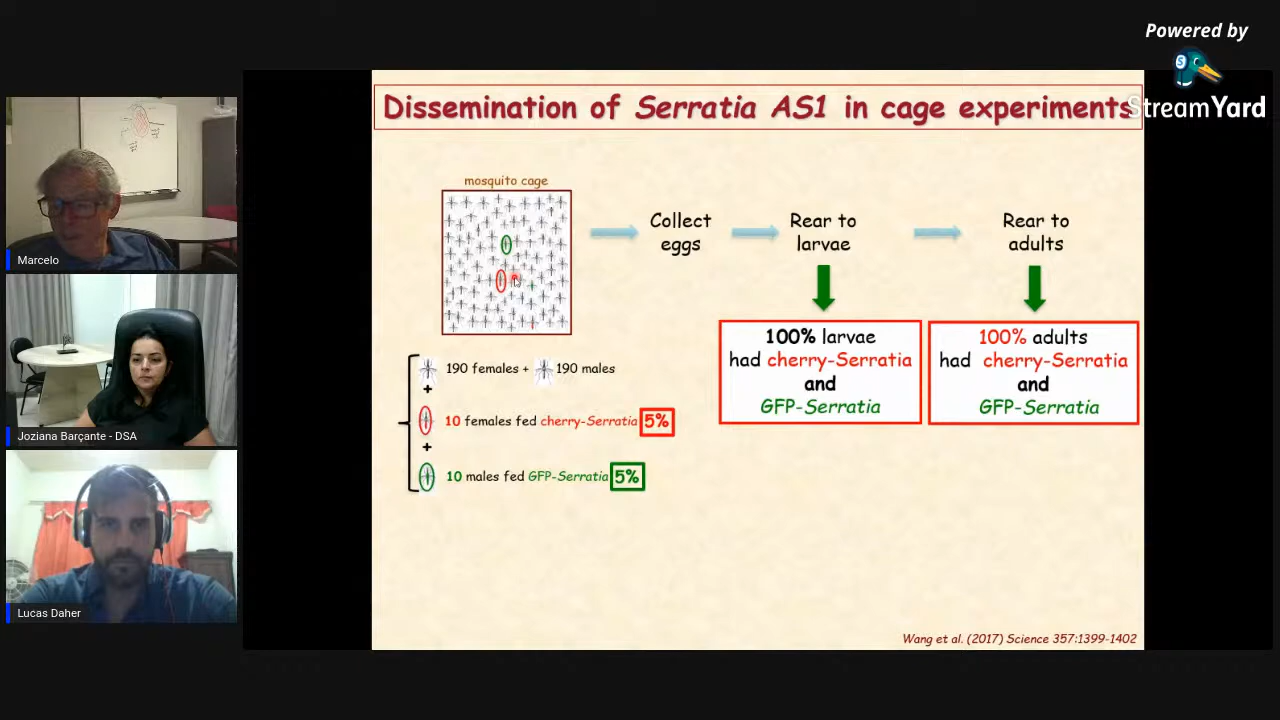 Powered by
StreamYard
Dissemination of Serratia AS1 in cage experiments
mosquito cage
Collect
eggs
Rear to
larvae
Rear to
adults
100% larvae
had cherry-Serratia
and
GFP-Serratia
100% adults
had cherry-Serratia
and
GFP-Serratia
190 females + 190 males
+
10 females fed cherry-Serratia 5%
+
10 males fed GFP-Serratia 5%
Wang et al. (2017) Science 357:1399-1402
Marcelo
Joziana Barçante - DSA
Lucas Daher